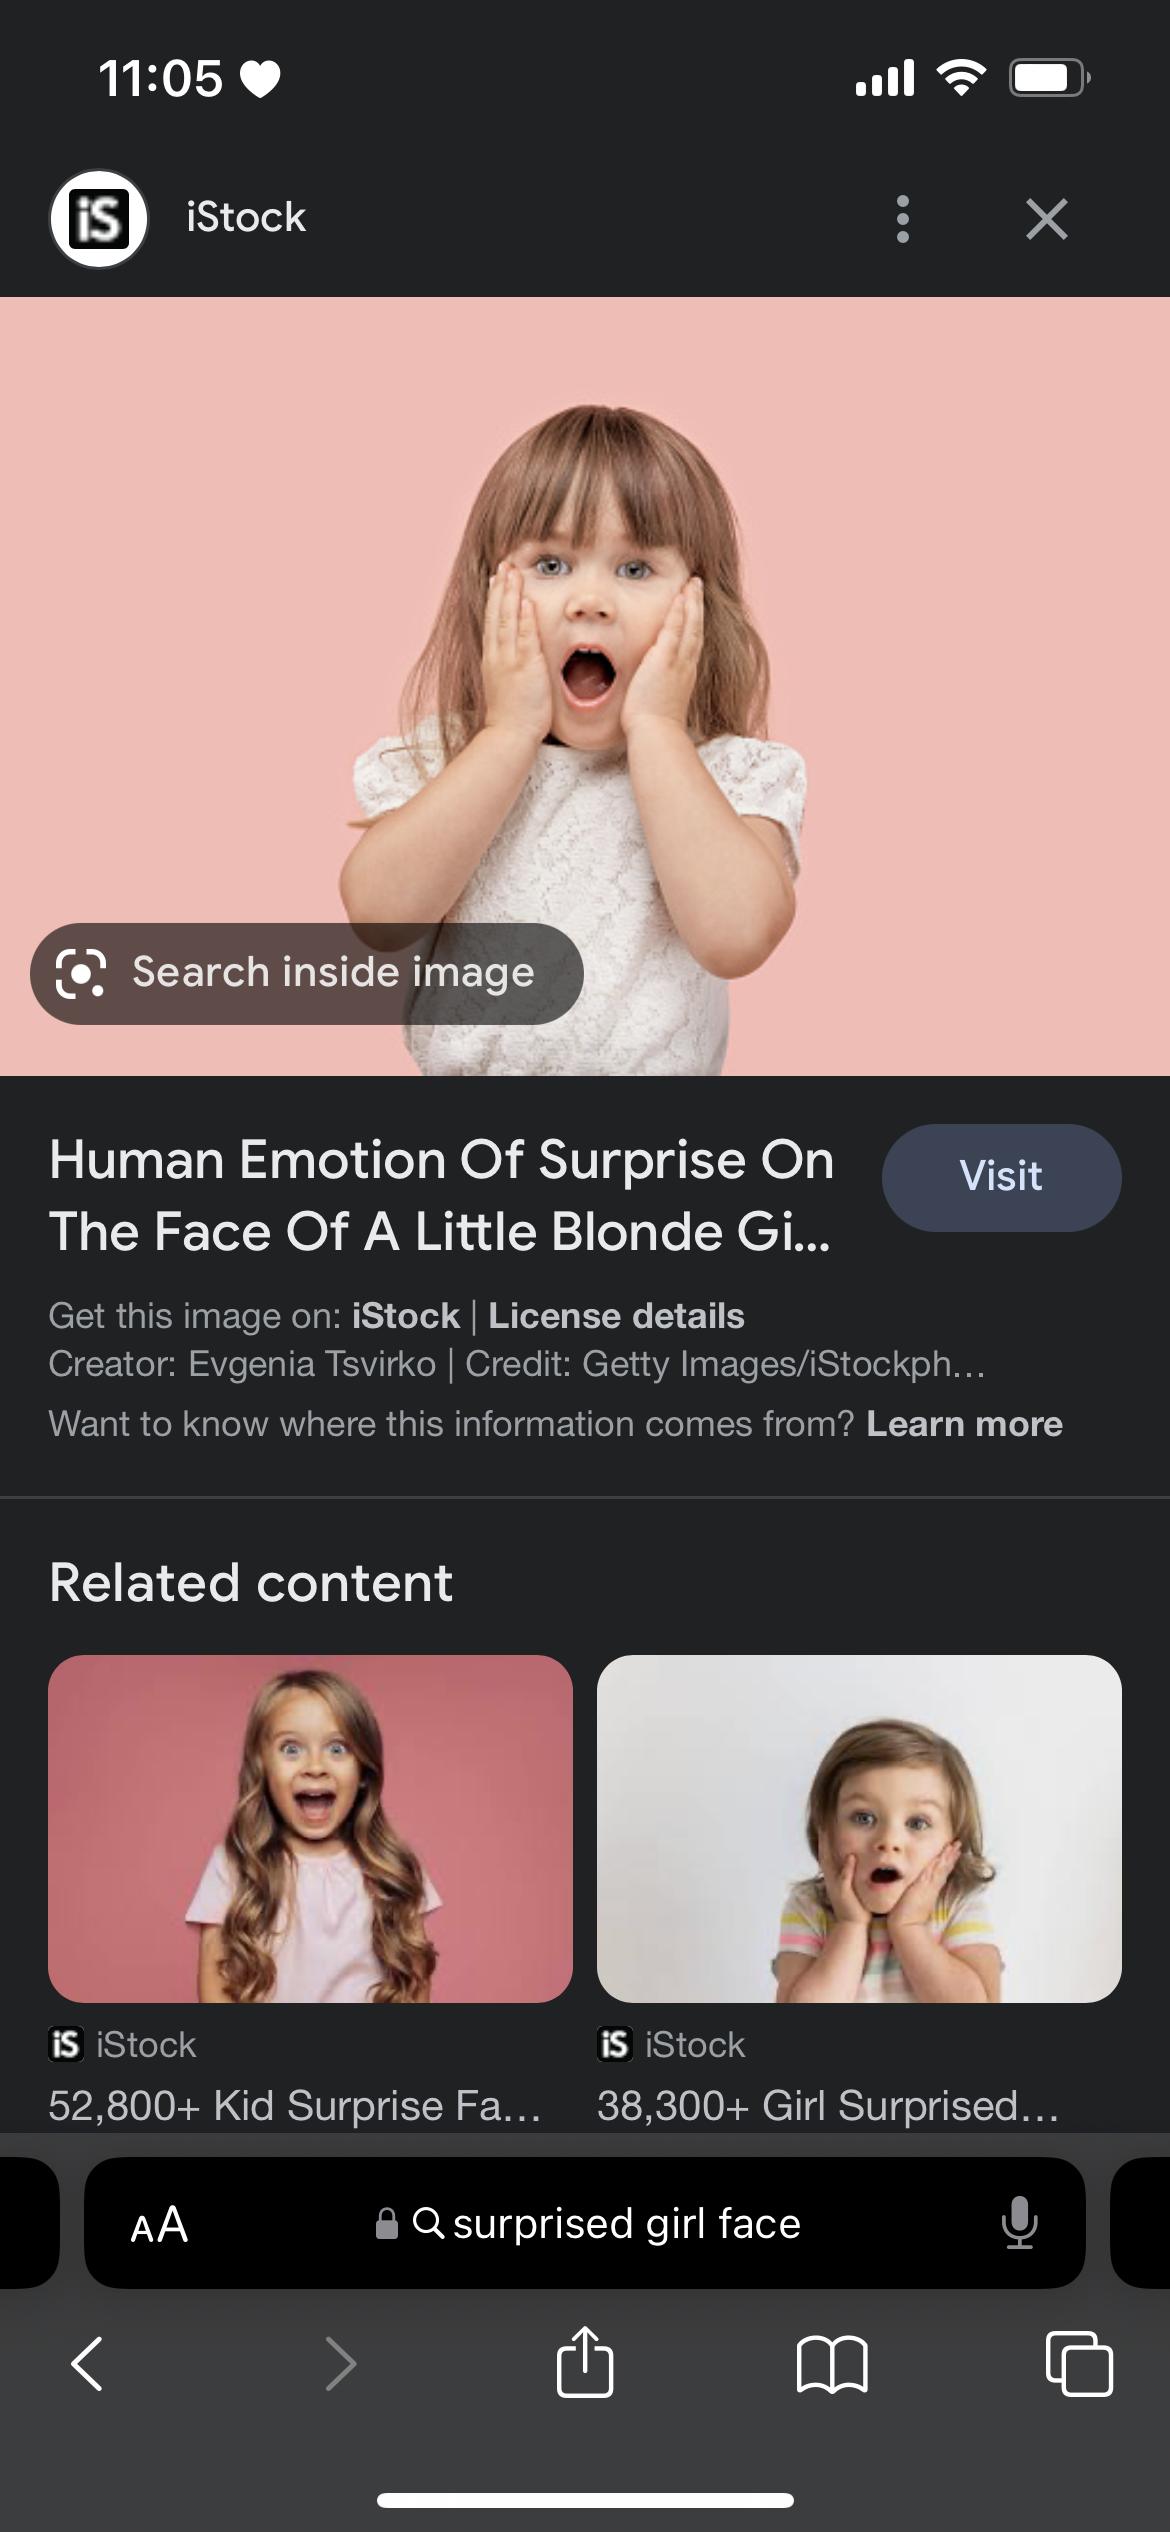 11:05
iS iStock
Search inside image
Human Emotion Of Surprise On
The Face Of A Little Blonde Gi...
Visit
Get this image on: iStock | License details
Creator: Evgenia Tsvirko | Credit: Getty Images/iStockph...
Want to know where this information comes from? Learn more
Related content
iS iStock
52,800+ Kid Surprise Fa...
iS iStock
38,300+ Girl Surprised...
AA surprised girl face